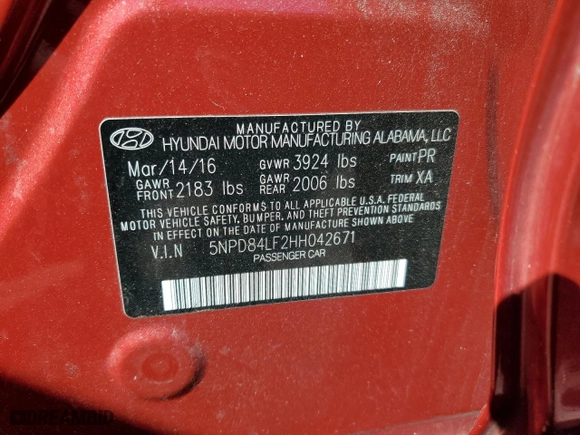 MANUFACTURED BY
HYUNDAI MOTOR MANUFACTURING ALABAMA, LLC
Mar/14/16 GVWR 3924 lbs PAINT PR
GAWR FRONT 2183 lbs GAWR REAR 2006 lbs TRIM XA
THIS VEHICLE CONFORMS TO ALL APPLICABLE U.S.A. FEDERAL
MOTOR VEHICLE SAFETY, BUMPER, AND THEFT PREVENTION STANDARDS
IN EFFECT ON THE DATE OF MANUFACTURE SHOWN ABOVE.
V.I.N 5NPD84LF2HH042671
PASSENGER CAR
DREAMBID